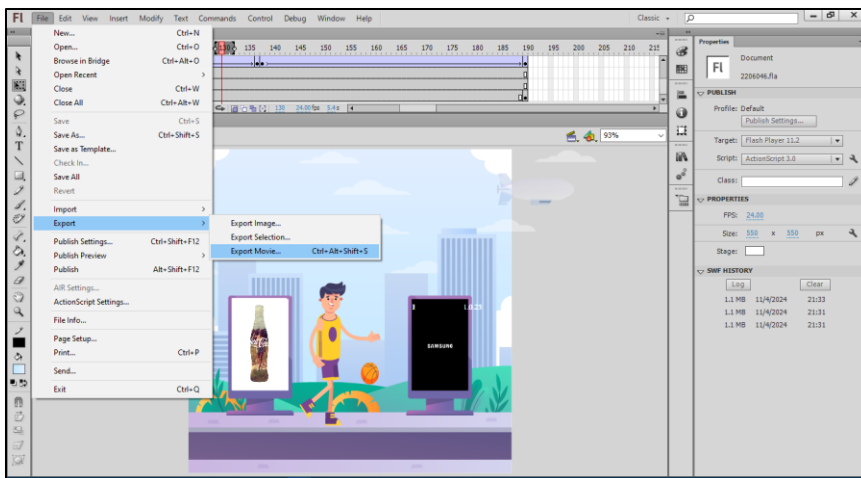 Fl File Edit View Insert Modify Text Commands Control Debug Window Help Classic
New... Ctrl+N
Open... Ctrl+O
Browse in Bridge Ctrl+Alt+O
Open Recent
Close Ctrl+W
Close All Ctrl+Alt+W
Save Ctrl+S
Save As... Ctrl+Shift+S
Save as Template...
Check In...
Save All
Revert
Import
Export
Publish Settings... Ctrl+Shift+F12
Publish Preview
Publish Alt+Shift+F12
AIR Settings...
ActionScript Settings...
File Info...
Page Setup...
Print... Ctrl+P
Send...
Exit Ctrl+Q
Export Image...
Export Selection...
Export Movie... Ctrl+Alt+Shift+S
130 135 140 145 150 155 160 165 170 175 180 185 190 195 200 205 210 215
130 24.00 fps 5.4 s
93%
SAMSUNG
Properties
Fl Document
2206046.fla
PUBLISH
Profile: Default
Publish Settings...
Target: Flash Player 11.2
Script: ActionScript 3.0
Class:
PROPERTIES
FPS: 24.00
Size: 550 x 550 px
Stage:
SWF HISTORY
Log Clear
1.1 MB 11/4/2024 21:33
1.1 MB 11/4/2024 21:31
1.1 MB 11/4/2024 21:31